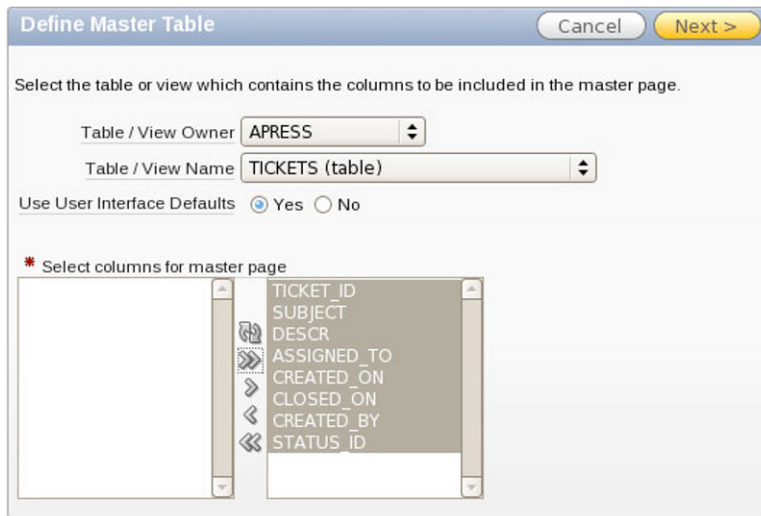 Define Master Table
Cancel
Next >
Select the table or view which contains the columns to be included in the master page.
Table / View Owner APRESS
Table / View Name TICKETS (table)
Use User Interface Defaults Yes No
* Select columns for master page
TICKET_ID
SUBJECT
DESCR
ASSIGNED_TO
CREATED_ON
CLOSED_ON
CREATED_BY
STATUS_ID